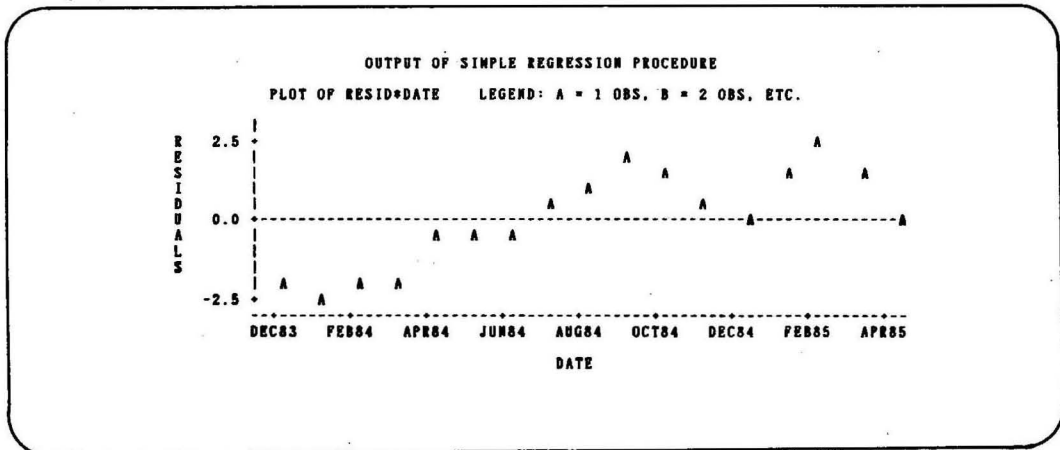 OUTPUT OF SIMPLE REGRESSION PROCEDURE
PLOT OF RESID*DATE LEGEND: A = 1 OBS, B = 2 OBS, ETC.
RESIDUALS
2.5
0.0
-2.5
A A A A A A A A A A A A A A A A A
DEC83 FEB84 APR84 JUN84 AUG84 OCT84 DEC84 FEB85 APR85
DATE